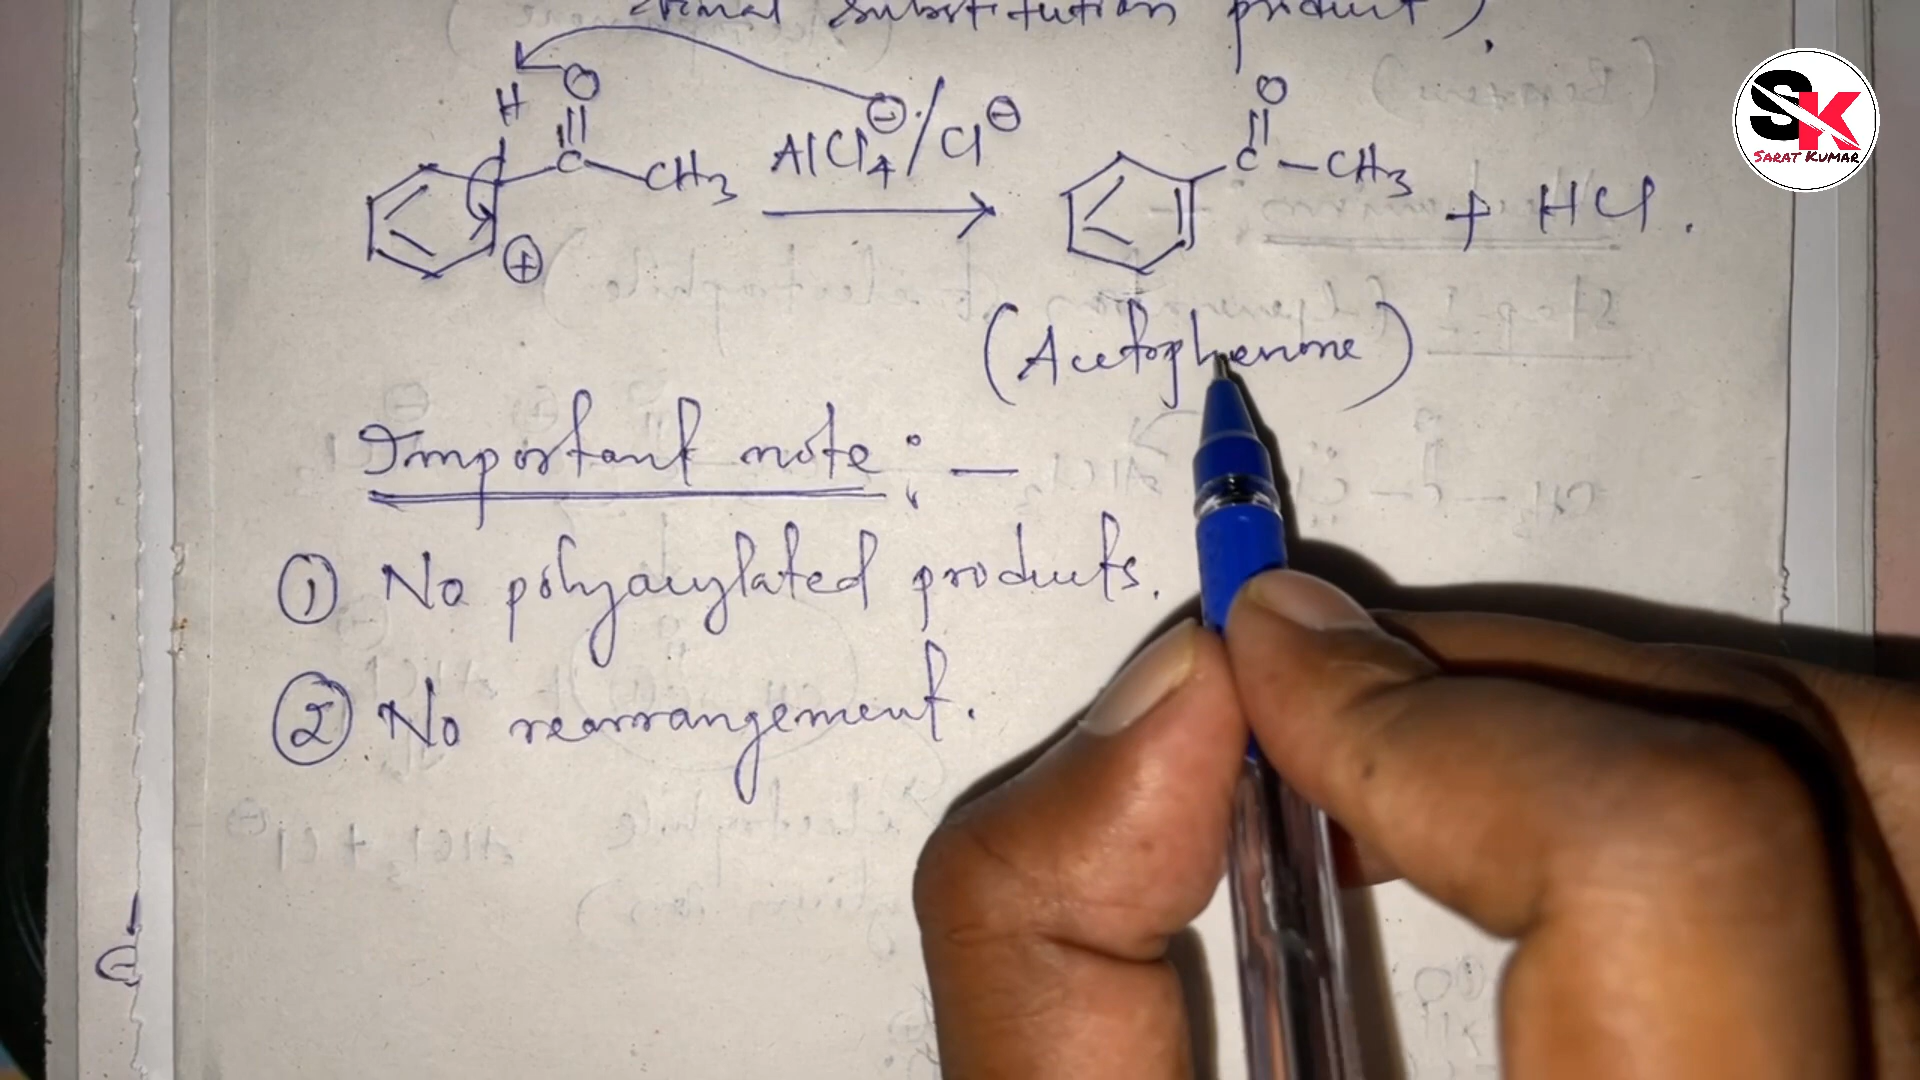 substitution product).
H O
C CH3 AlCl4⊖/Cl⊖
⊕
O
C-CH3 + HCl.
(Acetophenone)
Important note:-
① No polyacylated products.
② No rearrangement.
SK
SARAT KUMAR